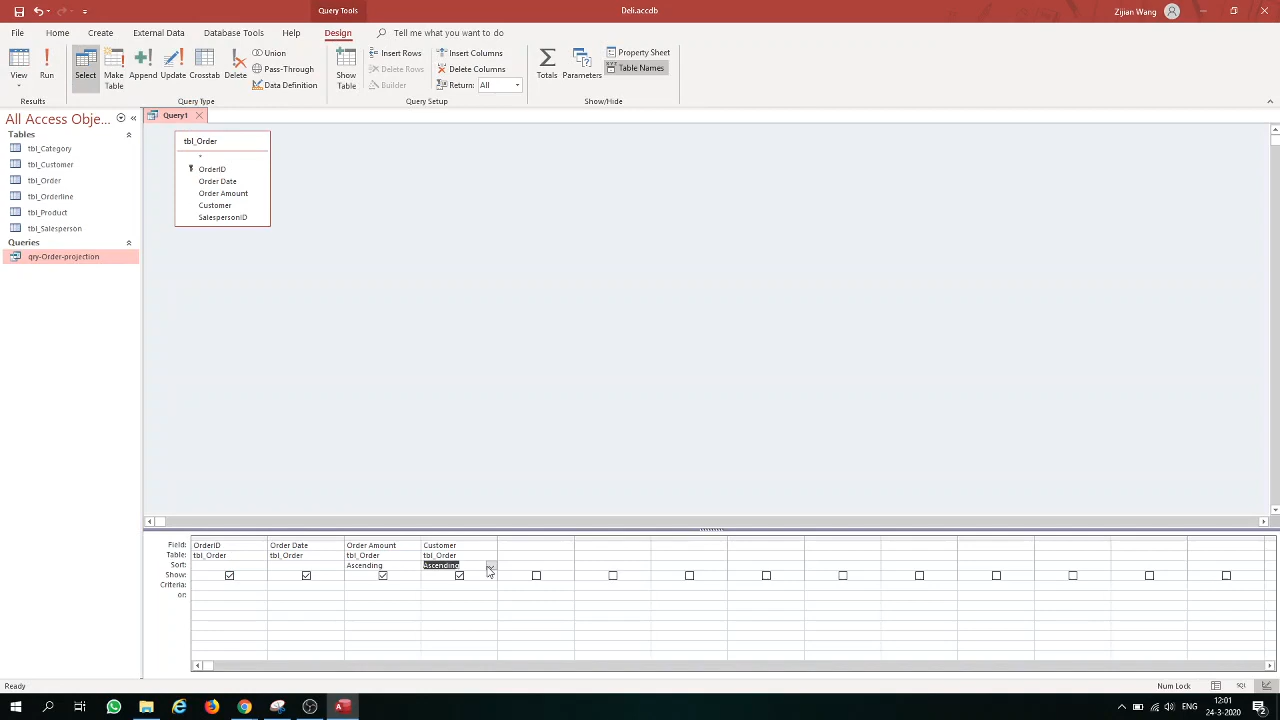 Query Tools
Deli.accdb
Zijian Wang
File Home Create External Data Database Tools Help Design Tell me what you want to do
View
Run
Select
Make Table
Append
Update
Crosstab
Delete
Union
Pass-Through
Data Definition
Show Table
Insert Rows
Delete Rows
Builder
Insert Columns
Delete Columns
Return: All
Totals
Parameters
Property Sheet
Table Names
Results Query Type Query Setup Show/Hide
All Access Obje...
Query1
Tables
tbl_Category
tbl_Customer
tbl_Order
tbl_Orderline
tbl_Product
tbl_Salesperson
Queries
qry-Order-projection
tbl_Order
*
OrderID
Order Date
Order Amount
Customer
SalespersonID
Field: OrderID Order Date Order Amount Customer
Table: tbl_Order tbl_Order tbl_Order tbl_Order
Sort: Ascending Ascending
Show:
Criteria:
or:
Ready
Num Lock
SQL
ENG
12:01
24-3-2020
2